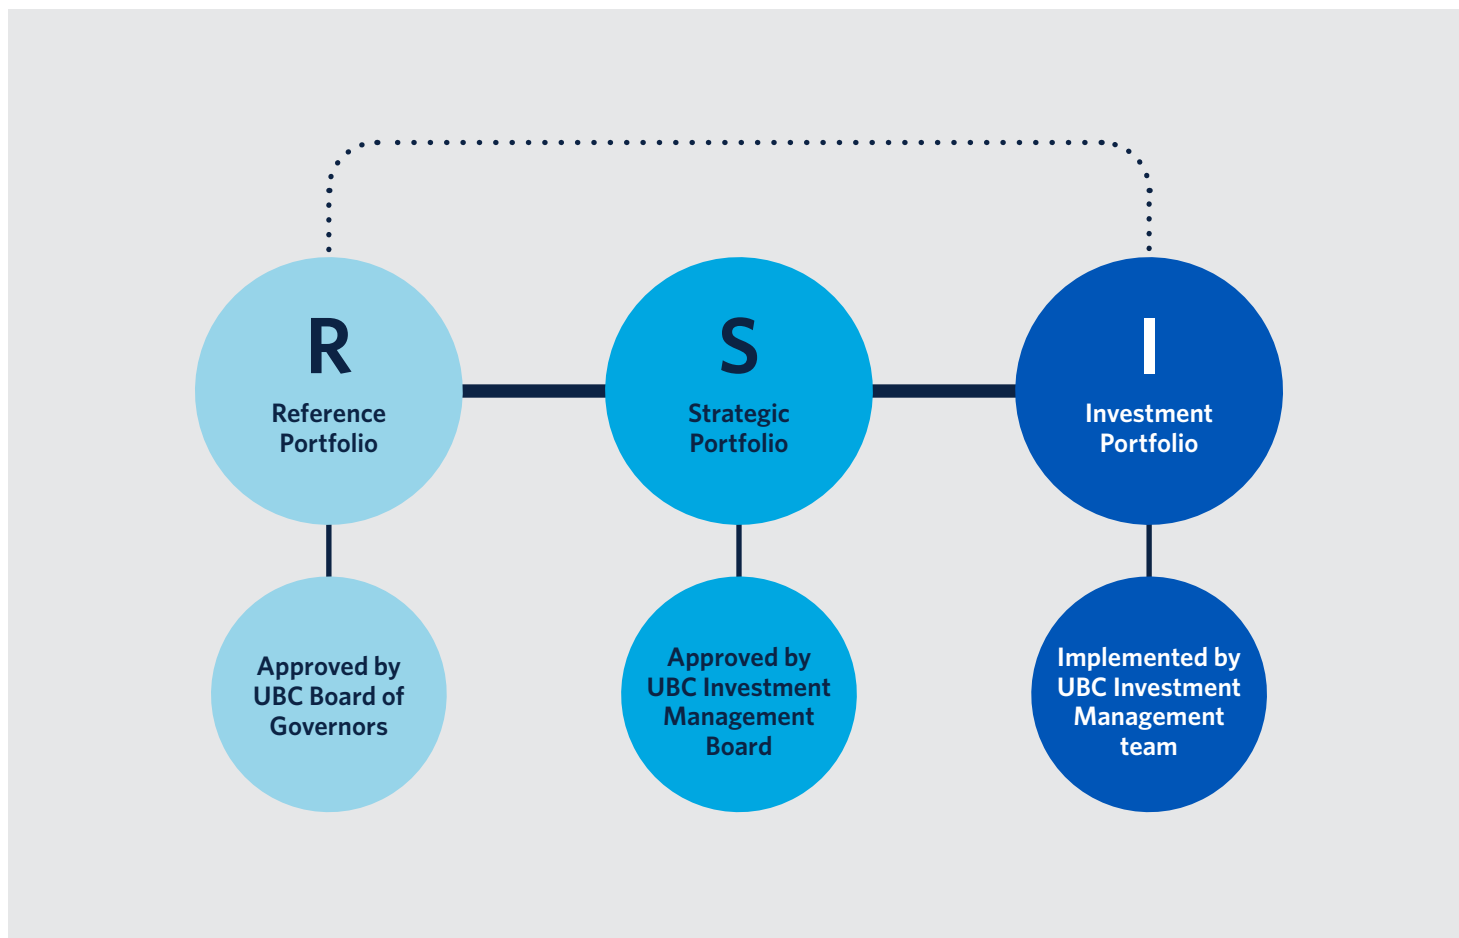 R
Reference
Portfolio
S
Strategic
Portfolio
I
Investment
Portfolio
Approved by
UBC Board of
Governors
Approved by
UBC Investment
Management
Board
Implemented by
UBC Investment
Management
team